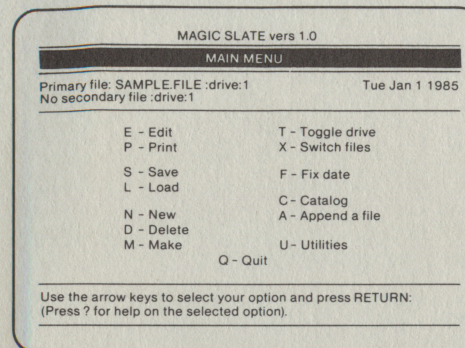 MAGIC SLATE vers 1.0
MAIN MENU
Primary file: SAMPLE.FILE :drive:1 Tue Jan 1 1985
No secondary file :drive:1
E - Edit T - Toggle drive
P - Print X - Switch files
S - Save F - Fix date
L - Load
C - Catalog
N - New A - Append a file
D - Delete
M - Make U - Utilities
Q - Quit
Use the arrow keys to select your option and press RETURN:
(Press ? for help on the selected option).